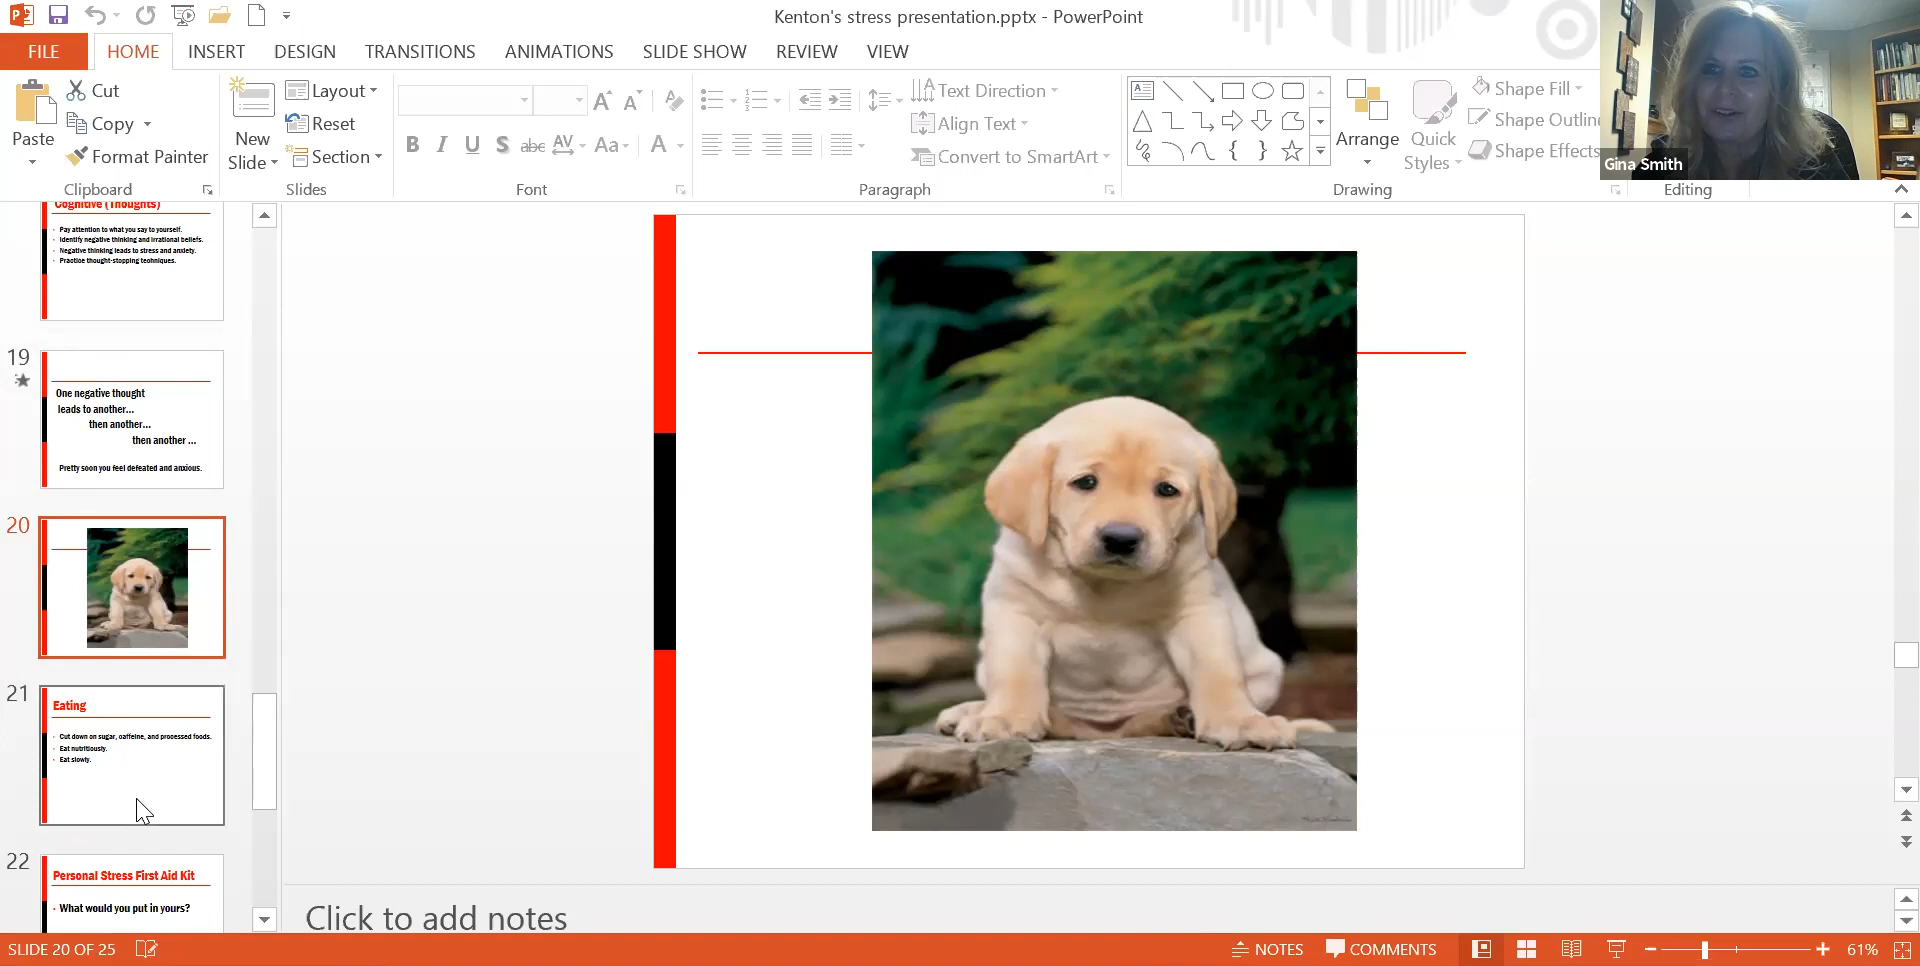 Kenton's stress presentation.pptx - PowerPoint
FILE HOME INSERT DESIGN TRANSITIONS ANIMATIONS SLIDE SHOW REVIEW VIEW
Paste
Cut
Copy
Format Painter
Clipboard
New
Slide
Layout
Reset
Section
Slides
B I U S abc AV Aa A
Font
Text Direction
Align Text
Convert to SmartArt
Paragraph
Arrange
Quick
Styles
Shape Fill
Shape Outlin
Shape Effects
Drawing
Editing
Gina Smith
Cognitive (Thoughts)
Pay attention to what you say to yourself.
Identify negative thinking and irrational beliefs.
Negative thinking leads to stress and anxiety.
Practice thought-stopping techniques.
19
One negative thought
leads to another...
then another...
then another ...
Pretty soon you feel defeated and anxious.
20
21
Eating
Cut down on sugar, caffeine, and processed foods.
Eat nutritiously.
Eat slowly.
22
Personal Stress First Aid Kit
What would you put in yours?
Click to add notes
SLIDE 20 OF 25
NOTES
COMMENTS
61%